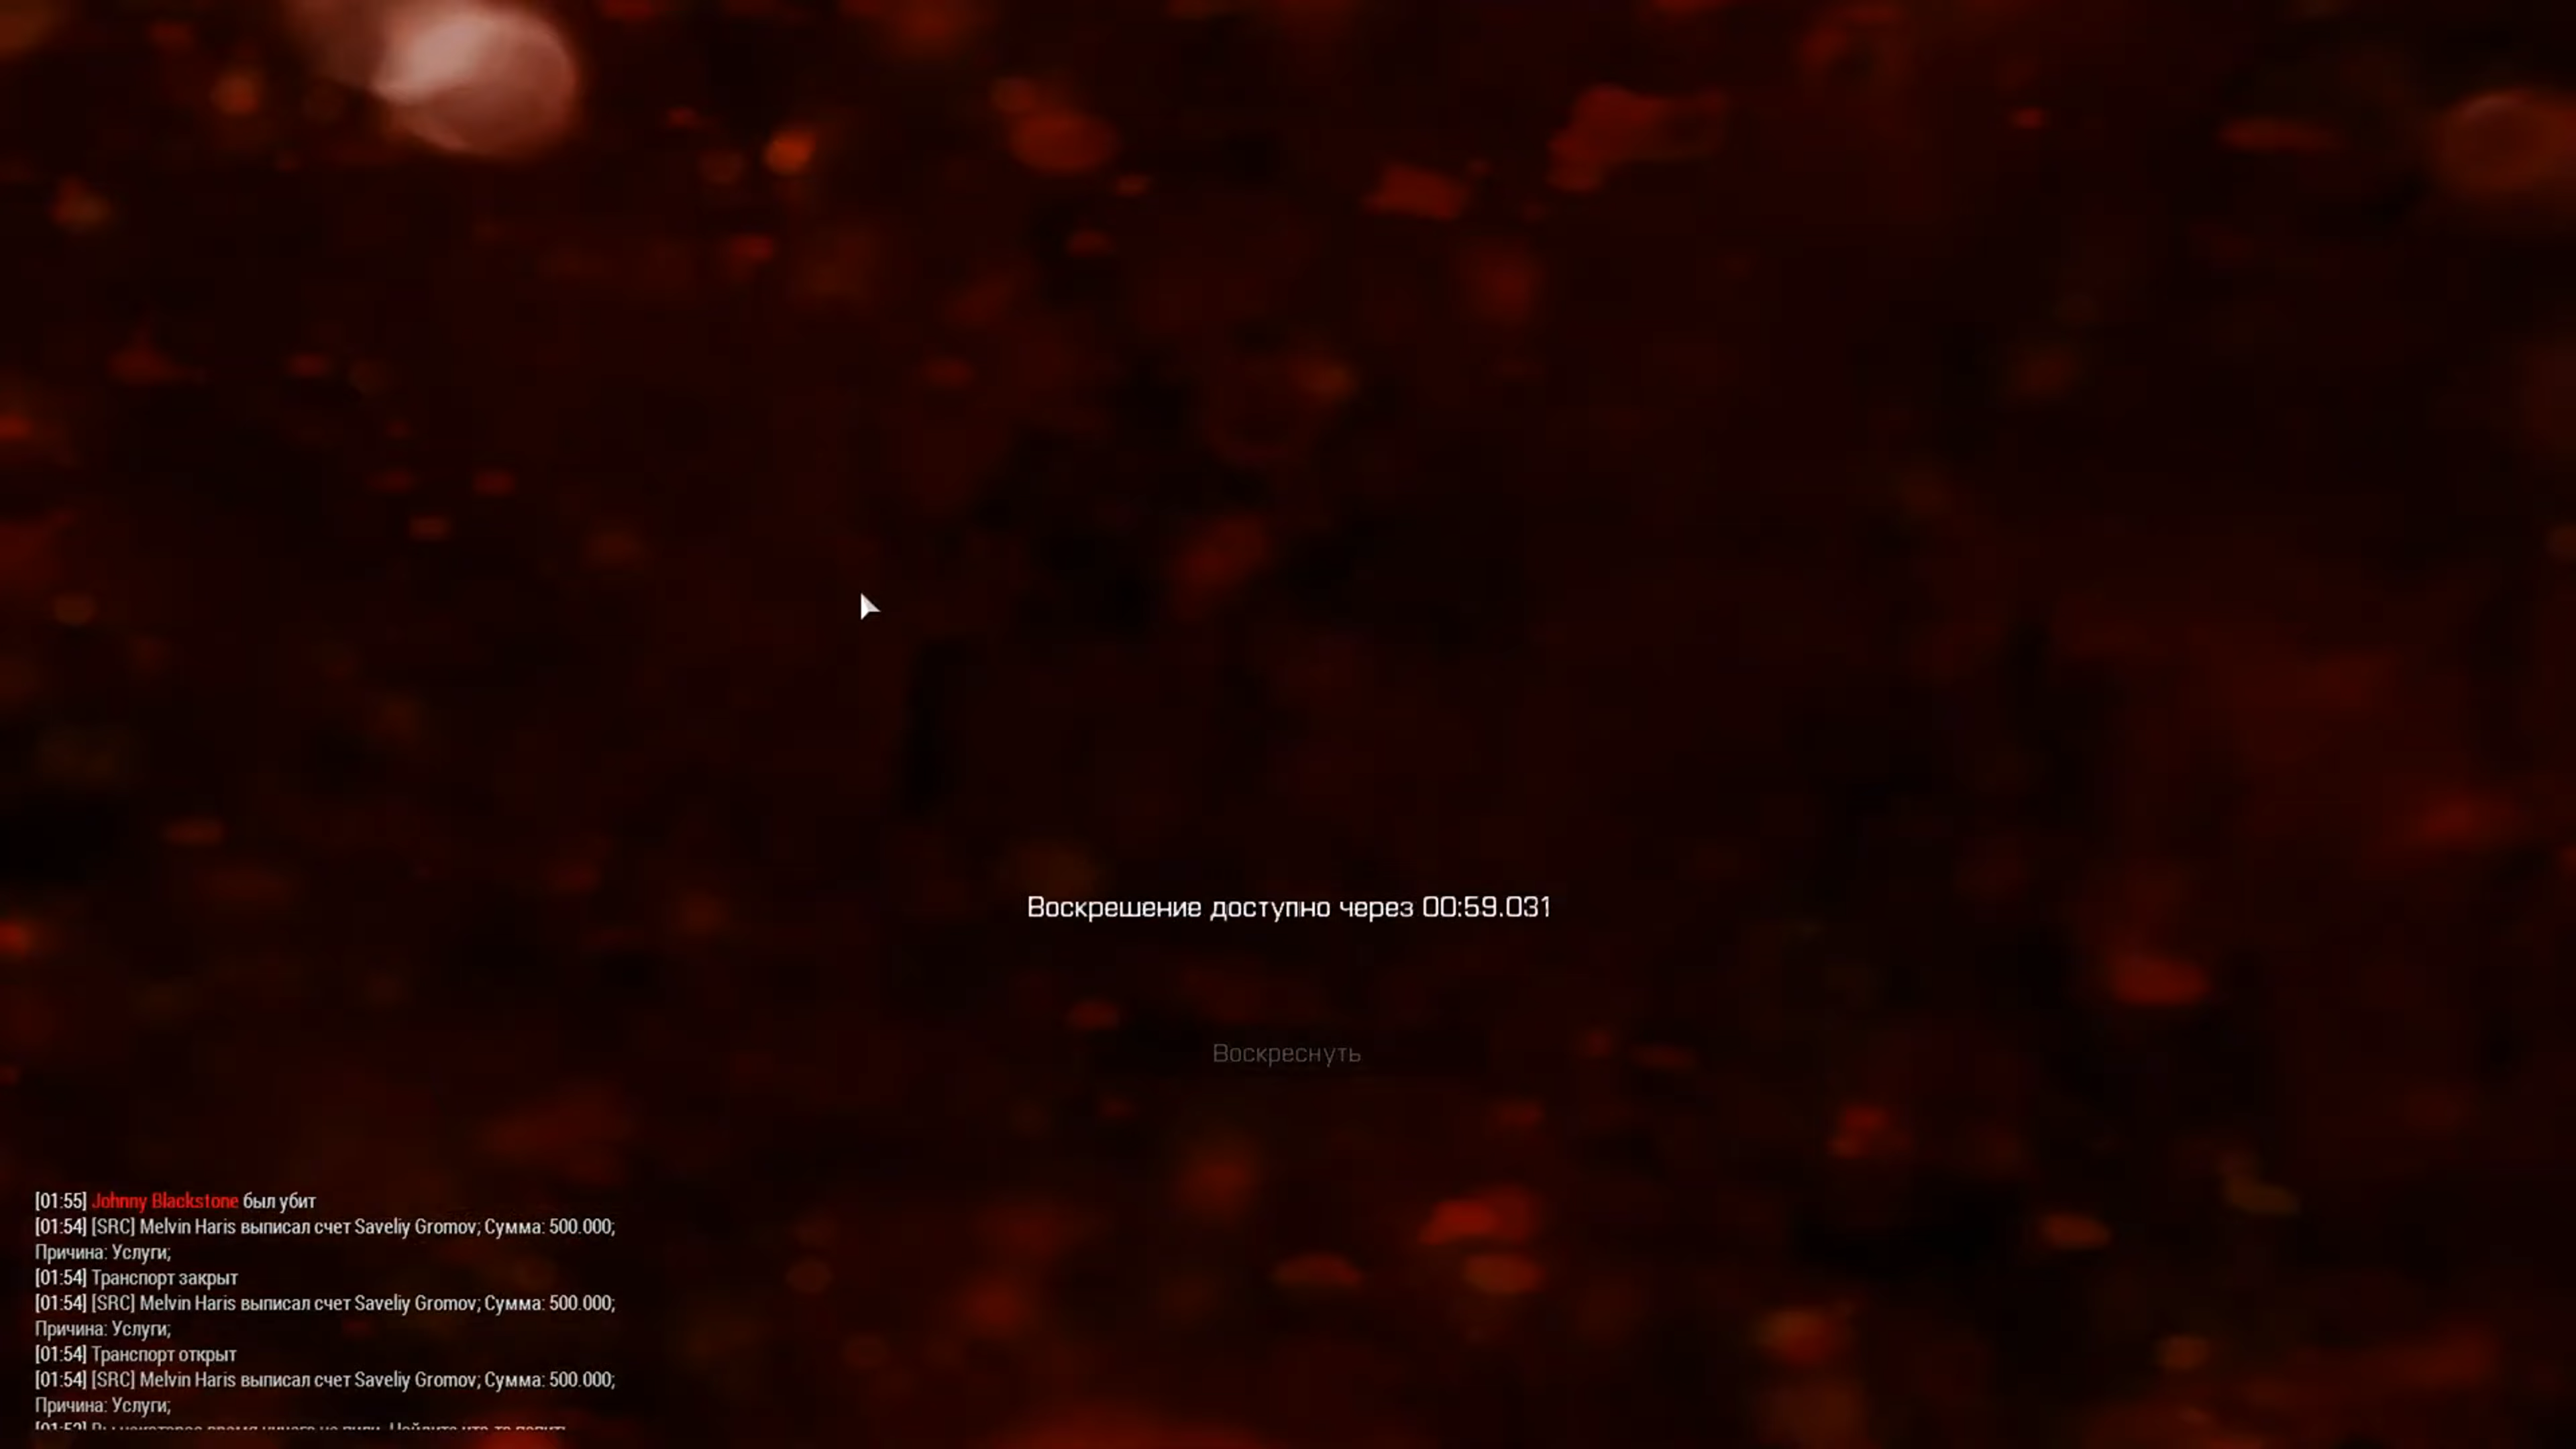 Воскрешение доступно через 00:59.031
Воскреснуть
[01:55] Johnny Blackstone был убит
[01:54] [SRC] Melvin Haris выписал счет Saveliy Gromov; Сумма: 500.000;
Причина: Услуги;
[01:54] Транспорт закрыт
[01:54] [SRC] Melvin Haris выписал счет Saveliy Gromov; Сумма: 500.000;
Причина: Услуги;
[01:54] Транспорт открыт
[01:54] [SRC] Melvin Haris выписал счет Saveliy Gromov; Сумма: 500.000;
Причина: Услуги;